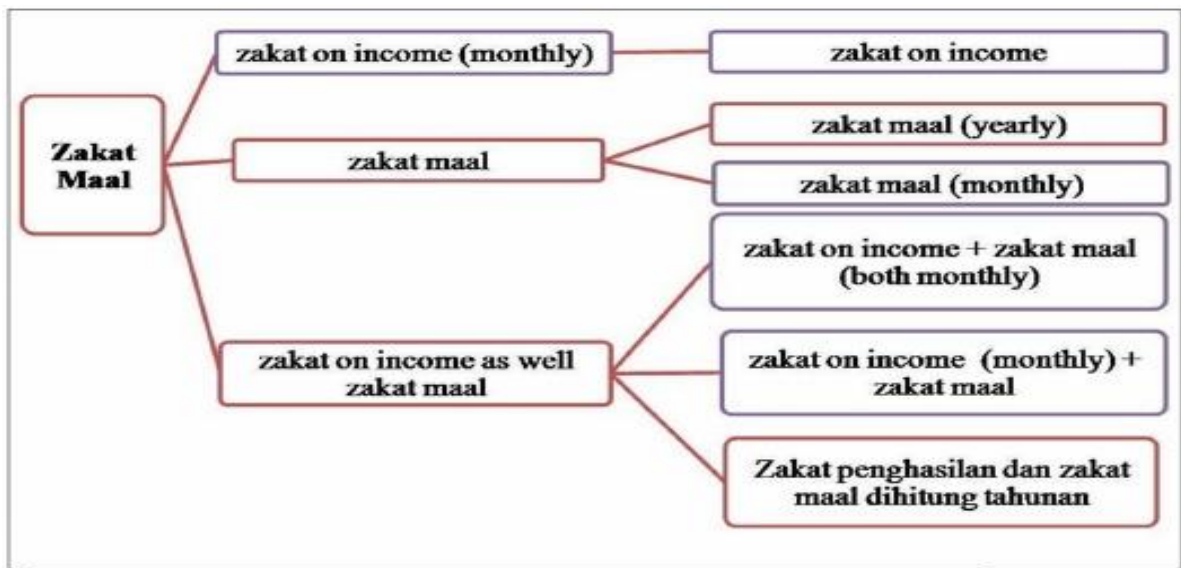 zakat on income (monthly)
zakat on income
Zakat
Maal
zakat maal
zakat maal (yearly)
zakat maal (monthly)
zakat on income as well
zakat maal
zakat on income + zakat maal
(both monthly)
zakat on income (monthly) +
zakat maal
Zakat penghasilan dan zakat
maal dihitung tahunan